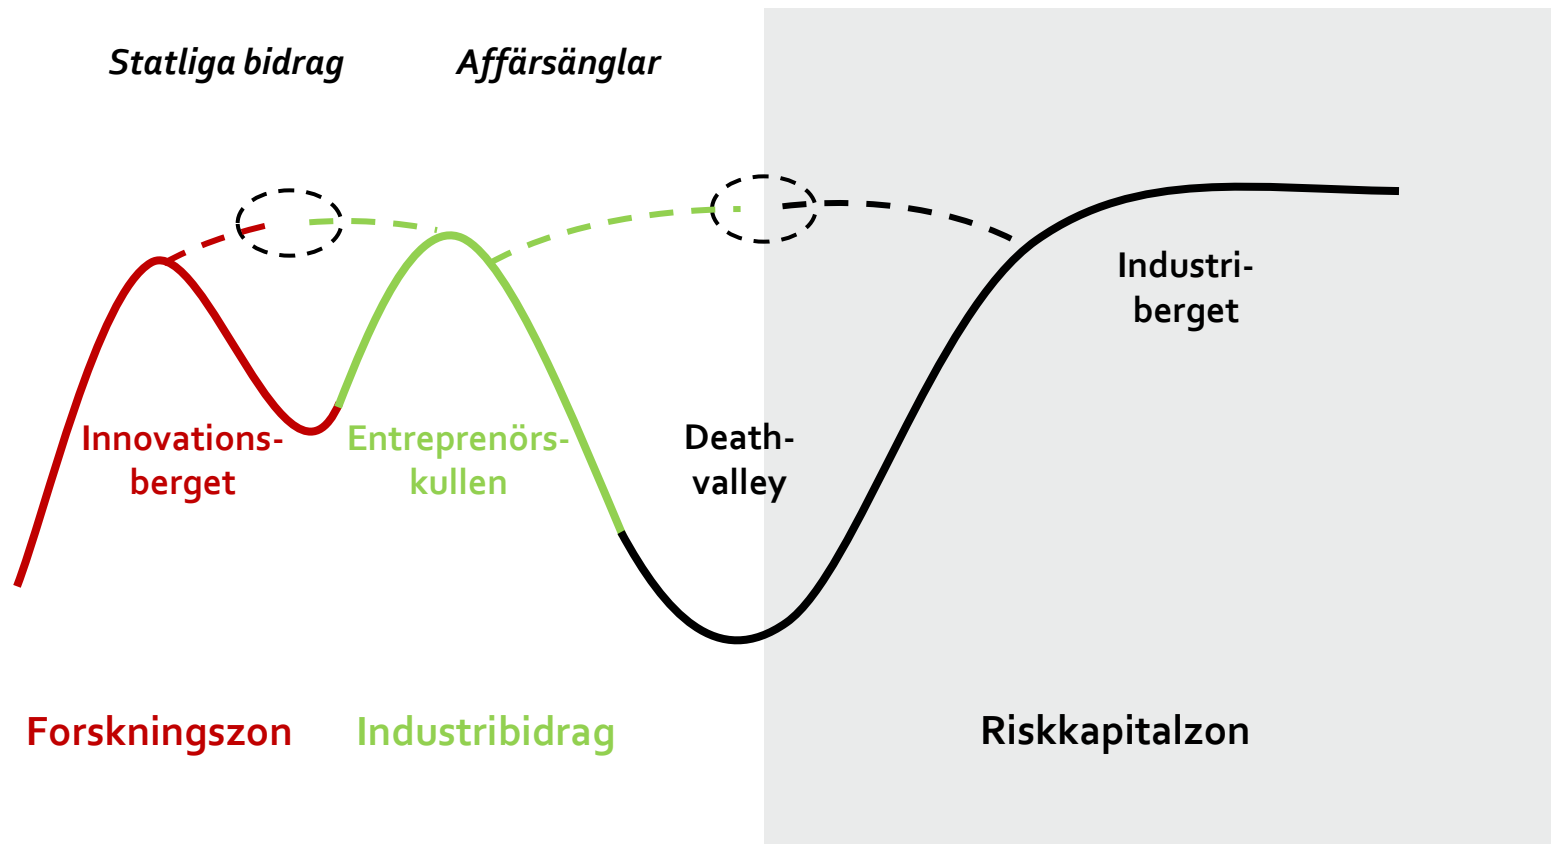 Statliga bidrag
Affärsänglar
Industri-
berget
Innovations-
berget
Entreprenörs-
kullen
Death-
valley
Forskningszon
Industribidrag
Riskkapitalzon